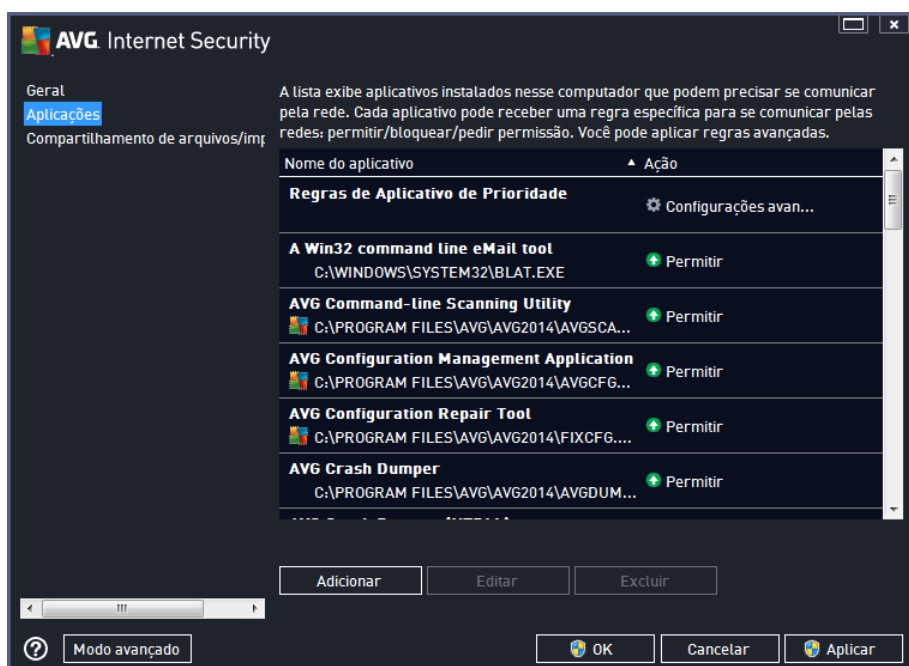 AVG. Internet Security
Geral
Aplicações
Compartilhamento de arquivos/imp
A lista exibe aplicativos instalados nesse computador que podem precisar se comunicar
pela rede. Cada aplicativo pode receber uma regra específica para se comunicar pelas
redes: permitir/bloquear/pedir permissão. Você pode aplicar regras avançadas.
Nome do aplicativo Ação
Regras de Aplicativo de Prioridade
Configurações avan...
A Win32 command line eMail tool
C:\WINDOWS\SYSTEM32\BLAT.EXE
Permitir
AVG Command-line Scanning Utility
C:\PROGRAM FILES\AVG\AVG2014\AVGSCA...
Permitir
AVG Configuration Management Application
C:\PROGRAM FILES\AVG\AVG2014\AVGCFG...
Permitir
AVG Configuration Repair Tool
C:\PROGRAM FILES\AVG\AVG2014\FIXCFG....
Permitir
AVG Crash Dumper
C:\PROGRAM FILES\AVG\AVG2014\AVGDUM...
Permitir
Adicionar Editar Excluir
Modo avançado OK Cancelar Aplicar